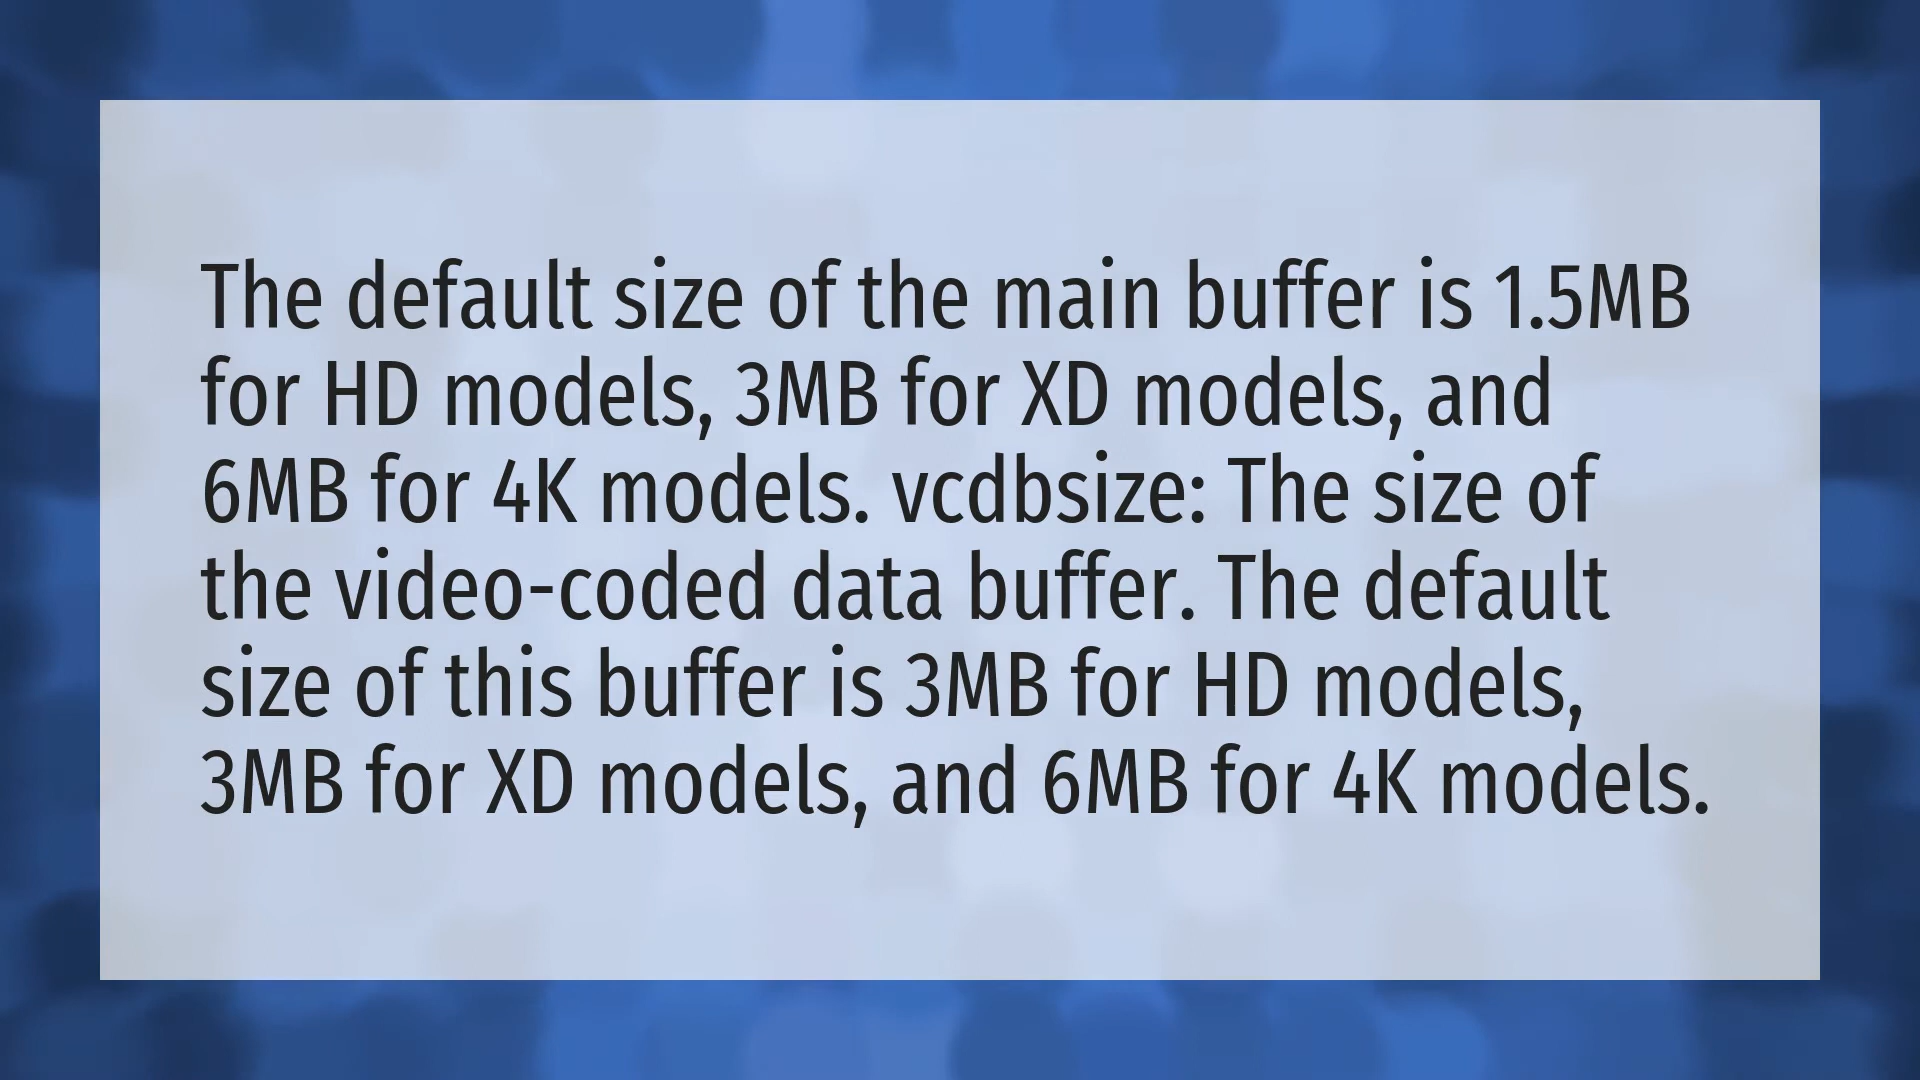 The default size of the main buffer is 1.5MB
for HD models, 3MB for XD models, and
6MB for 4K models. vcdbsize: The size of
the video-coded data buffer. The default
size of this buffer is 3MB for HD models,
3MB for XD models, and 6MB for 4K models.